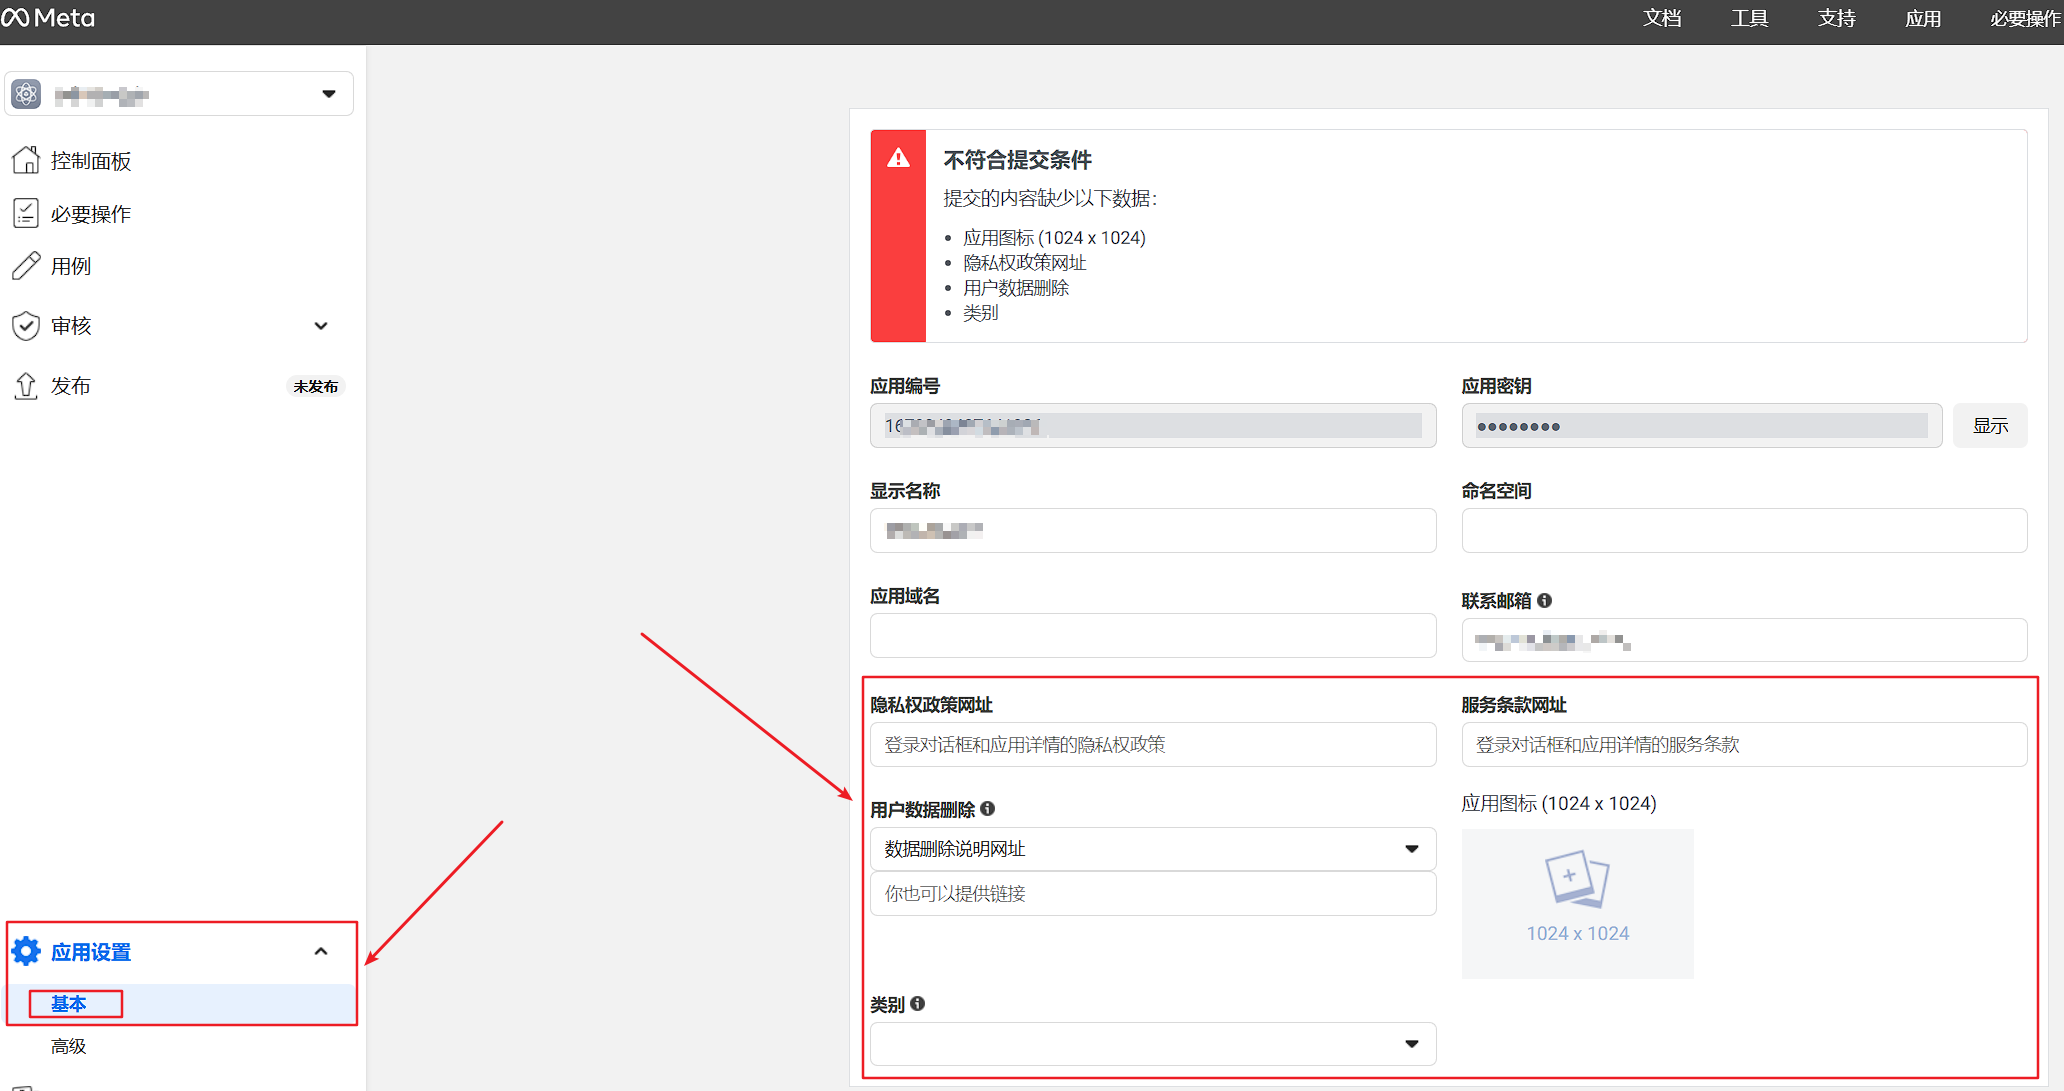 Meta
文档 工具 支持 应用 必要操作
控制面板
必要操作
用例
审核
发布 未发布
应用设置
基本
高级
不符合提交条件
提交的内容缺少以下数据：
• 应用图标 (1024 x 1024)
• 隐私权政策网址
• 用户数据删除
• 类别
应用编号 应用密钥
•••••••• 显示
显示名称 命名空间
应用域名 联系邮箱
隐私权政策网址 服务条款网址
登录对话框和应用详情的隐私权政策 登录对话框和应用详情的服务条款
用户数据删除 应用图标 (1024 x 1024)
数据删除说明网址
你也可以提供链接
1024 x 1024
类别